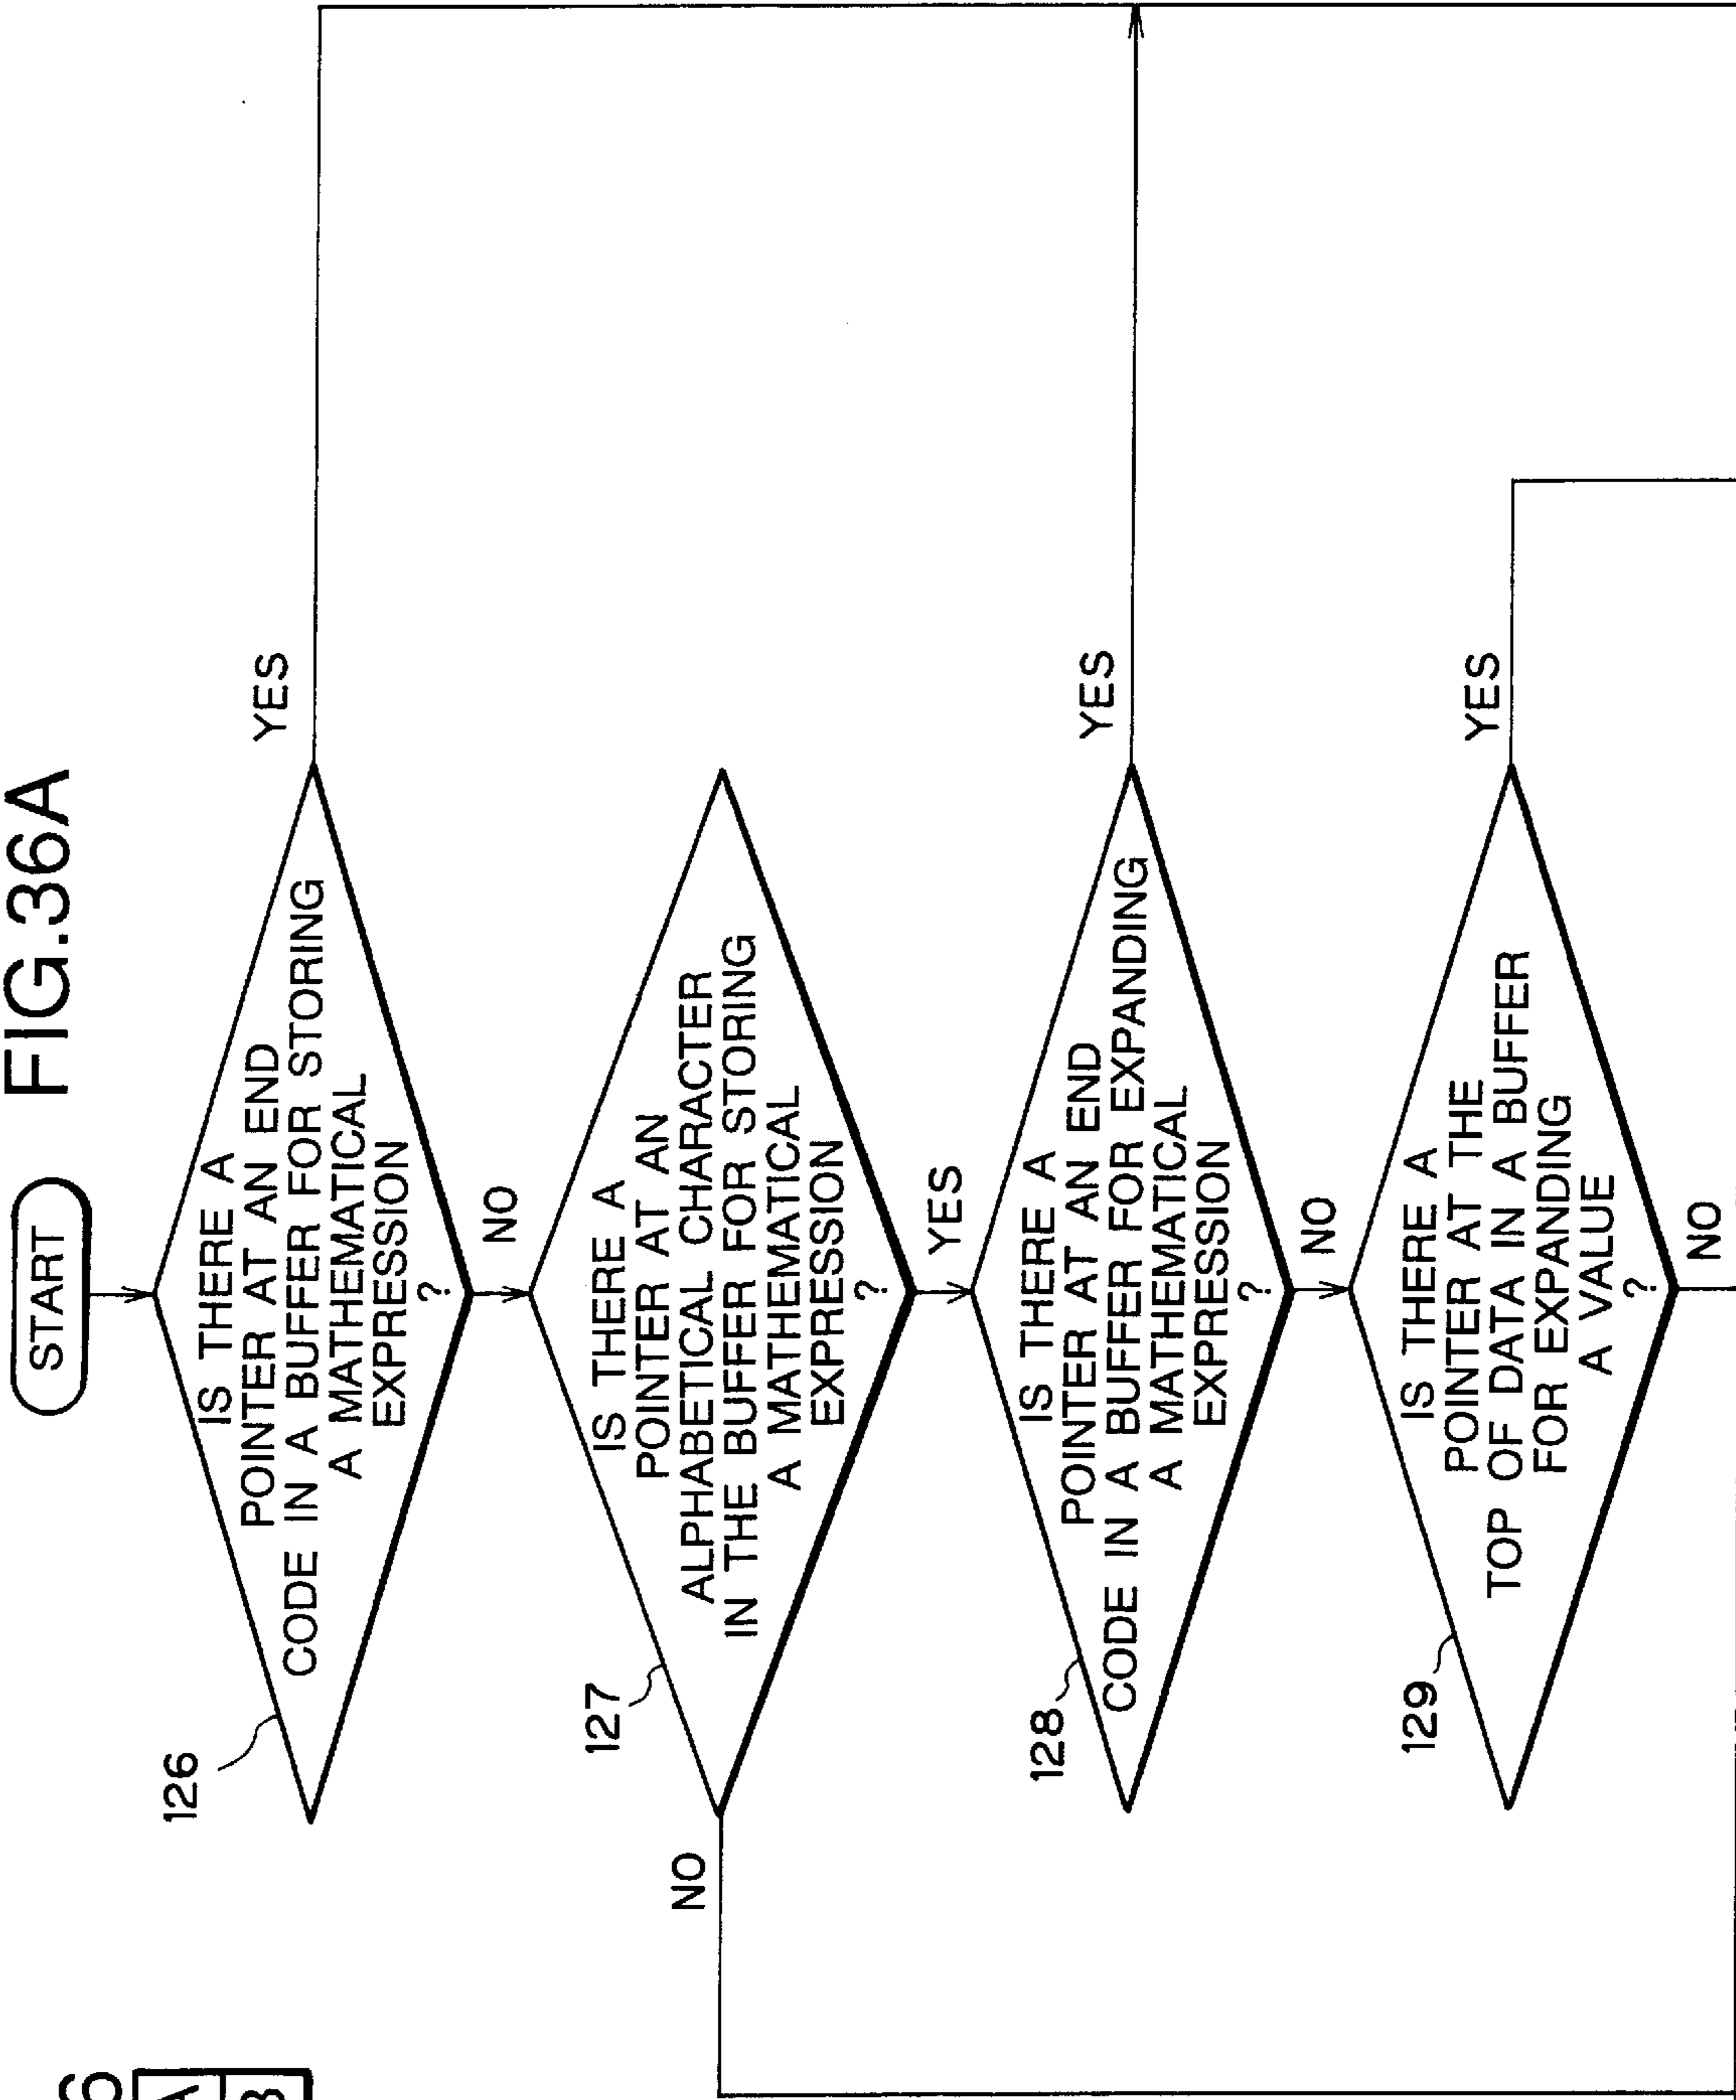 FIG.36A
START
126
IS THERE A
POINTER AT AN END
CODE IN A BUFFER FOR STORING
A MATHEMATICAL
EXPRESSION
?
YES
NO
127
IS THERE A
POINTER AT AN
ALPHABETICAL CHARACTER
IN THE BUFFER FOR STORING
A MATHEMATICAL
EXPRESSION
?
NO
YES
128
IS THERE A
POINTER AT AN END
CODE IN A BUFFER FOR EXPANDING
A MATHEMATICAL
EXPRESSION
?
YES
NO
129
IS THERE A
POINTER AT THE
TOP OF DATA IN A BUFFER
FOR EXPANDING
A VALUE
?
YES
NO
6
A
B